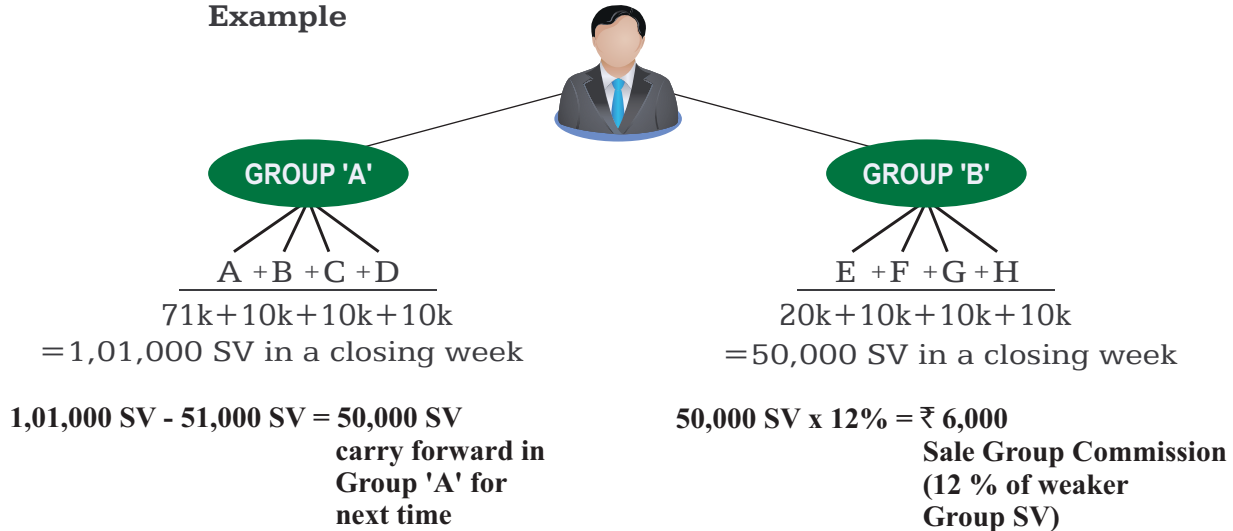 Example
GROUP 'A'
A +B +C +D
71k+10k+10k+10k
=1,01,000 SV in a closing week
1,01,000 SV - 51,000 SV = 50,000 SV
carry forward in
Group 'A' for
next time
GROUP 'B'
E +F +G +H
20k+10k+10k+10k
=50,000 SV in a closing week
50,000 SV x 12% = ₹ 6,000
Sale Group Commission
(12 % of weaker
Group SV)